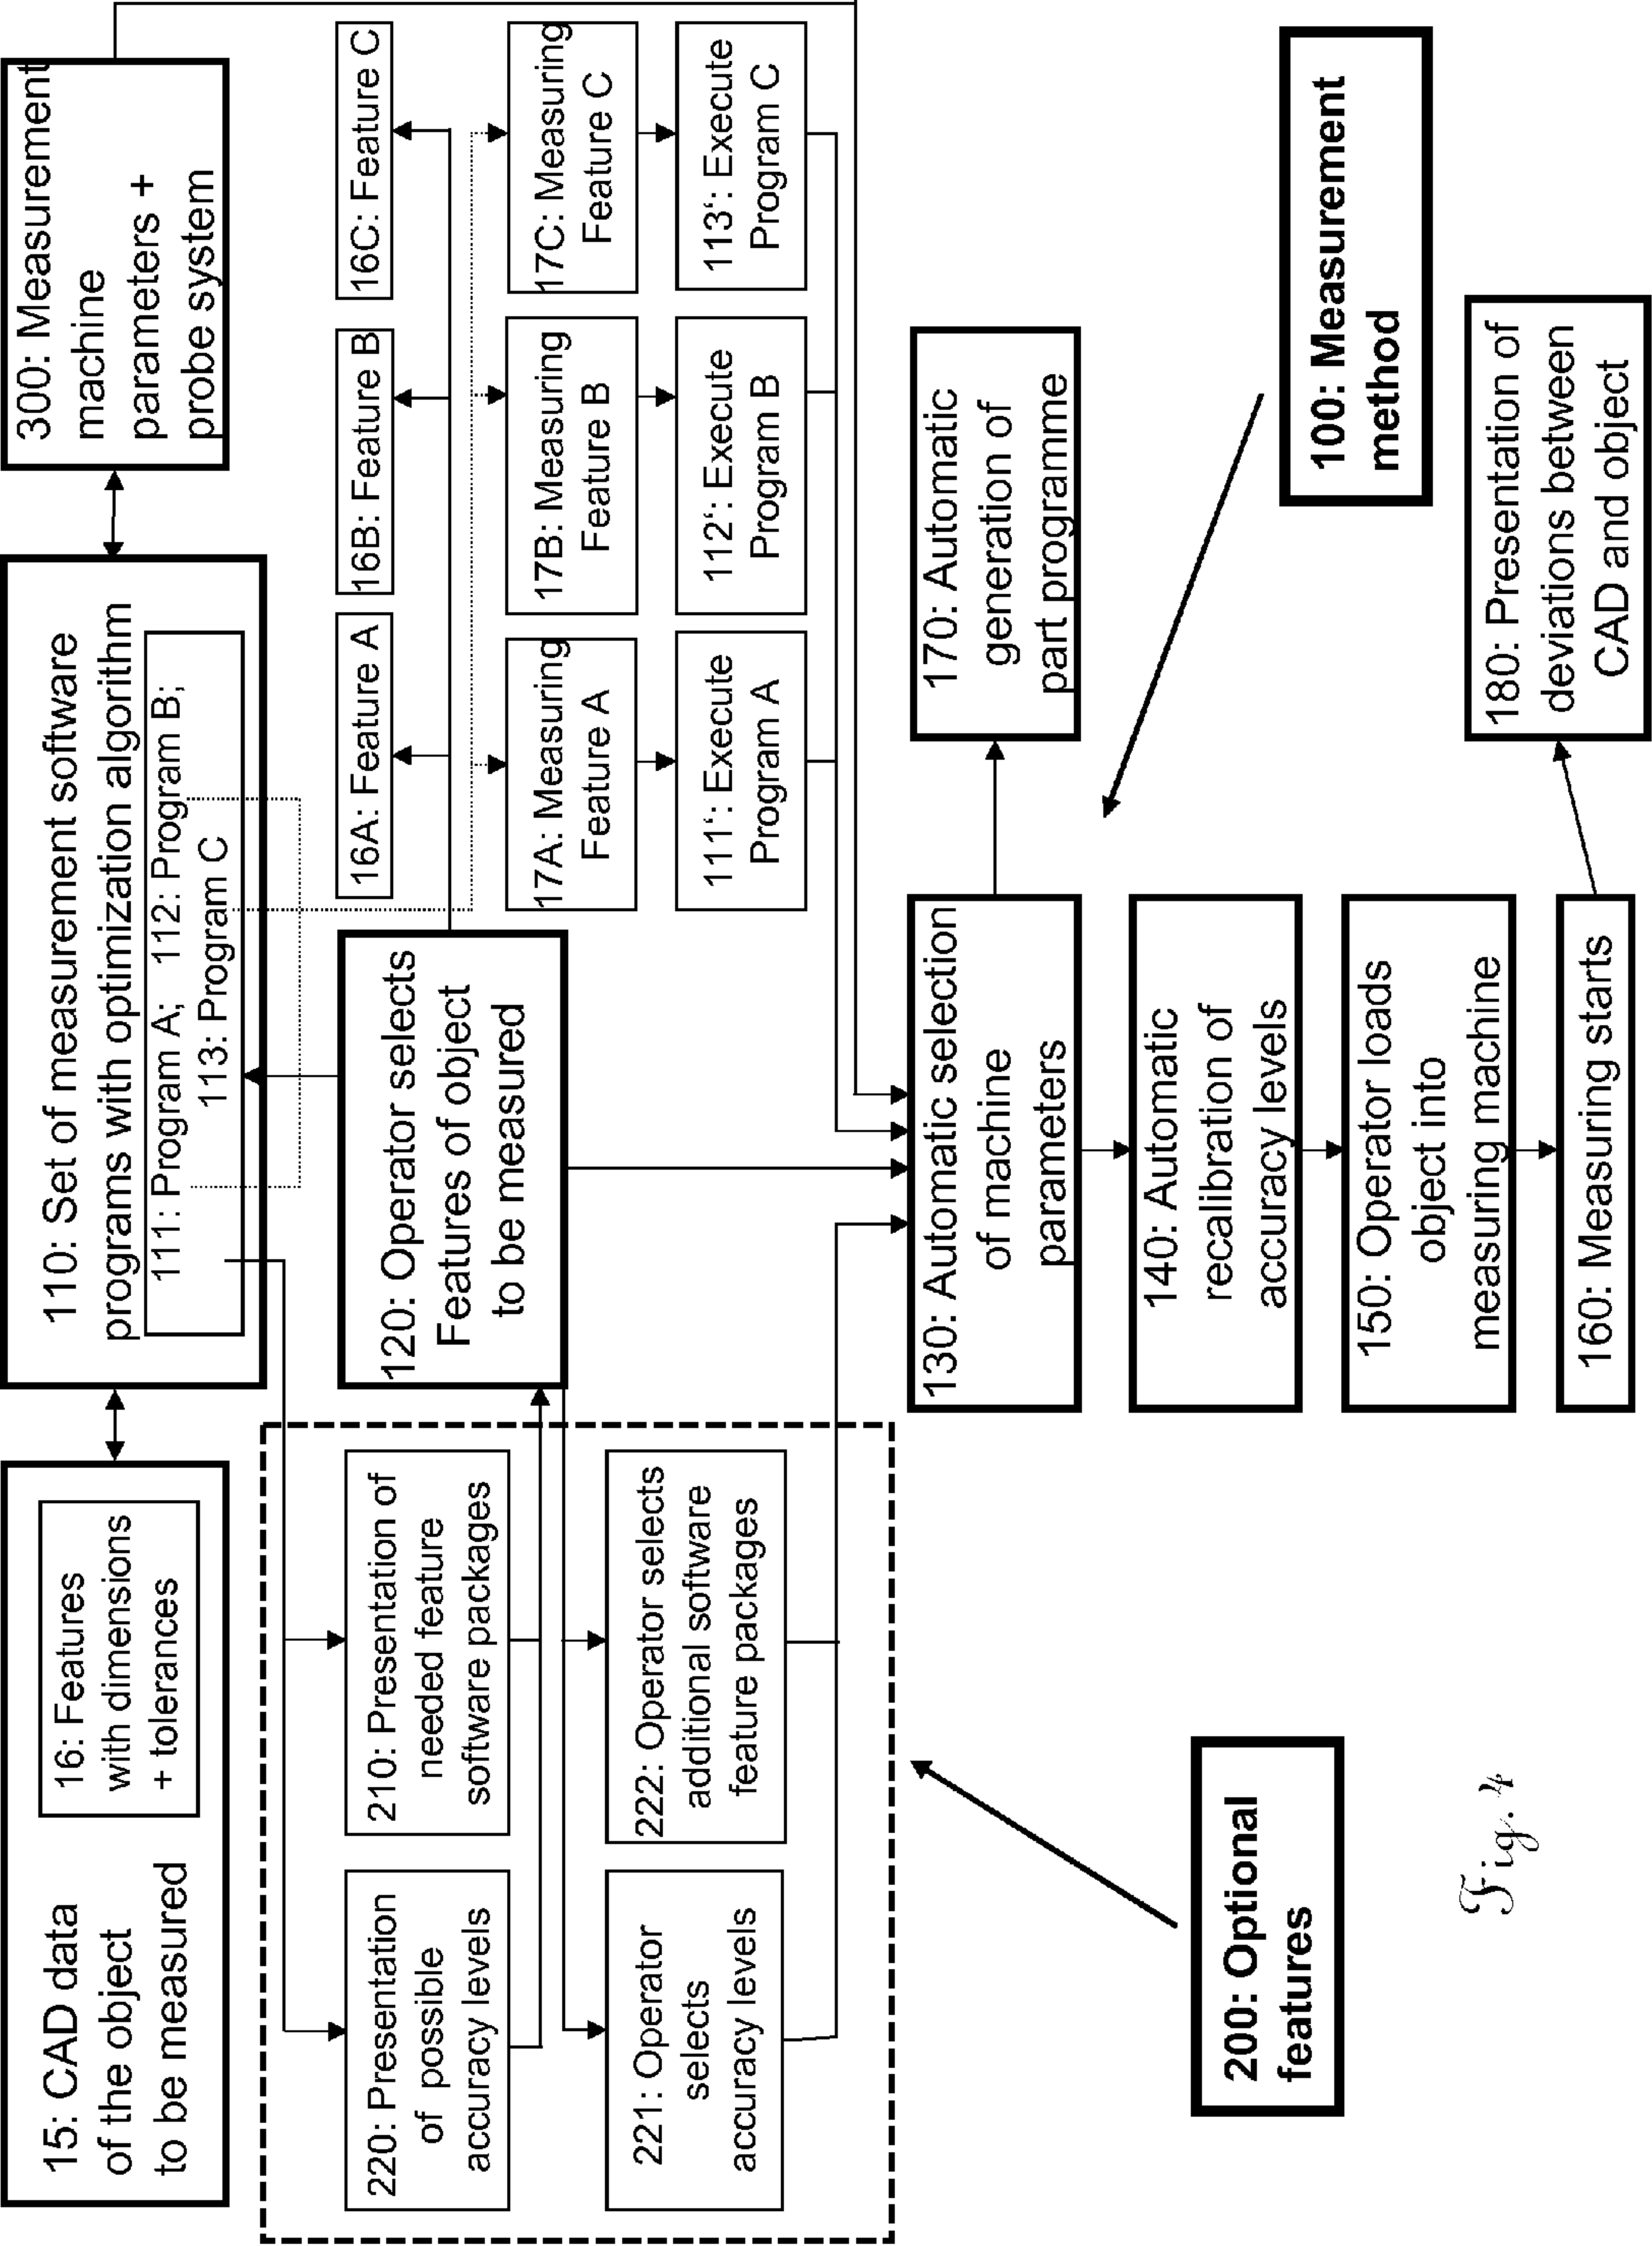 15: CAD data
of the object
to be measured
16: Features
with dimensions
+ tolerances
110: Set of measurement software
programs with optimization algorithm
111: Program A;   112: Program B;
113: Program C
300: Measurement
machine
parameters +
probe system
220: Presentation
of possible
accuracy levels
210: Presentation of
needed feature
software packages
120: Operator selects
Features of object
to be measured
16A: Feature A
16B: Feature B
16C: Feature C
17A: Measuring
Feature A
17B: Measuring
Feature B
17C: Measuring
Feature C
221: Operator
selects
accuracy levels
222: Operator selects
additional software
feature packages
111‘: Execute
Program A
112‘: Execute
Program B
113‘: Execute
Program C
130: Automatic selection
of machine
parameters
170: Automatic
generation of
part programme
140: Automatic
recalibration of
accuracy levels
150: Operator loads
object into
measuring machine
160: Measuring starts
180: Presentation of
deviations between
CAD and object
200: Optional
features
100: Measurement
method
Fig. 4